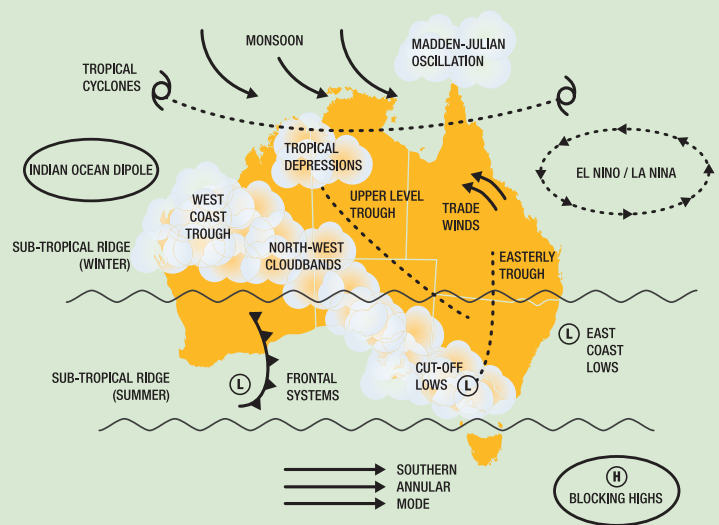 MONSOON
MADDEN-JULIAN
OSCILLATION
TROPICAL
CYCLONES
TROPICAL
DEPRESSIONS
INDIAN OCEAN DIPOLE
EL NINO / LA NINA
UPPER LEVEL
TROUGH
WEST
COAST
TROUGH
TRADE
WINDS
SUB-TROPICAL RIDGE
(WINTER)
NORTH-WEST
CLOUDBANDS
EASTERLY
TROUGH
L
EAST
COAST
LOWS
SUB-TROPICAL RIDGE
(SUMMER)
L
FRONTAL
SYSTEMS
CUT-OFF
LOWS
L
SOUTHERN
ANNULAR
MODE
H
BLOCKING HIGHS